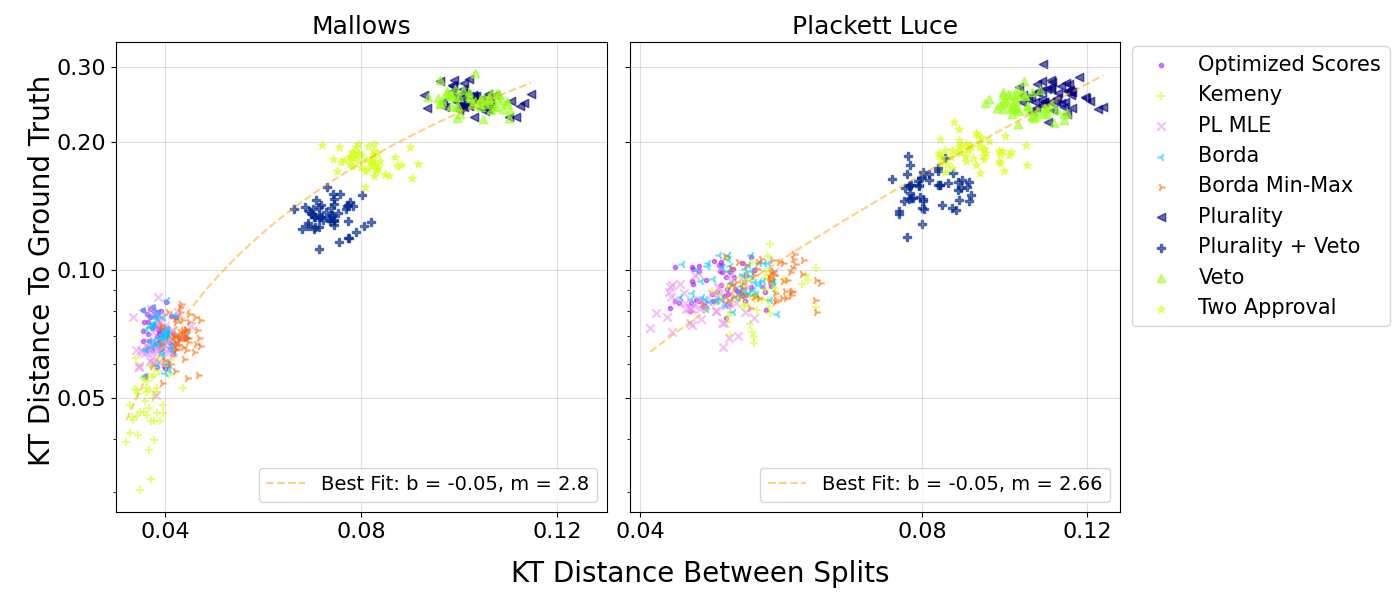 Mallows
Plackett Luce
KT Distance To Ground Truth
0.30
0.20
0.10
0.05
0.04
0.08
0.12
0.04
0.08
0.12
Best Fit: b = -0.05, m = 2.8
Best Fit: b = -0.05, m = 2.66
KT Distance Between Splits
Optimized Scores
Kemeny
PL MLE
Borda
Borda Min-Max
Plurality
Plurality + Veto
Veto
Two Approval